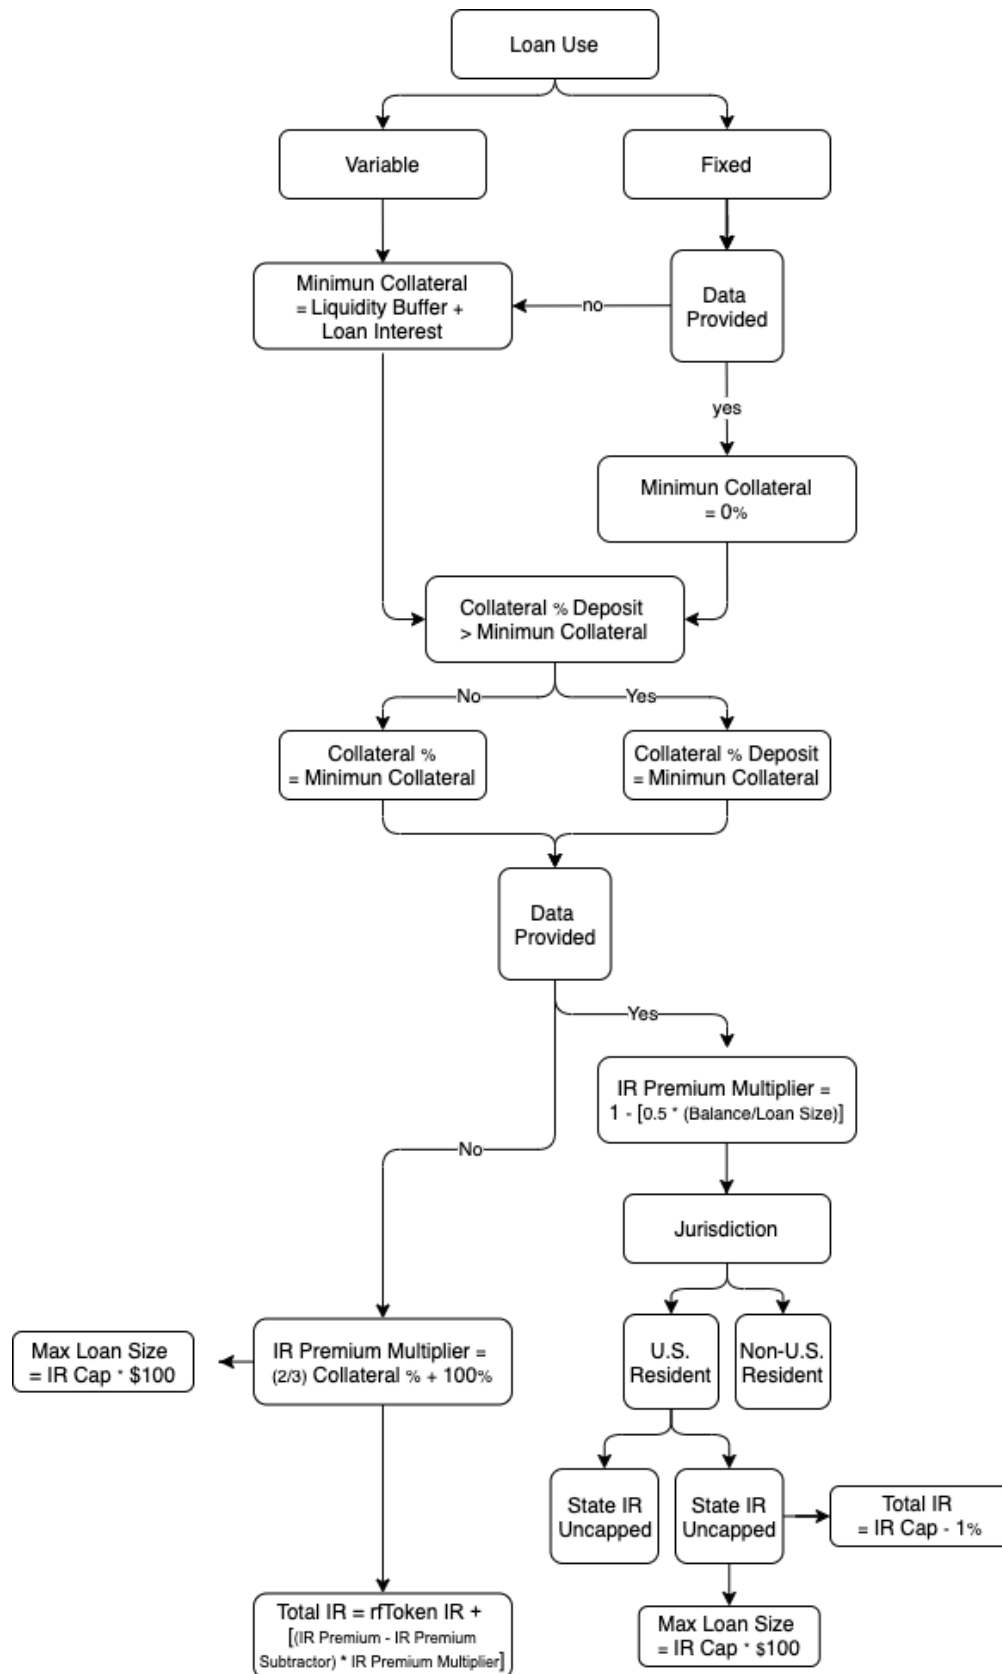 Loan Use
Variable
Fixed
Minimun Collateral
= Liquidity Buffer +
Loan Interest
no
Data
Provided
yes
Minimun Collateral
= 0%
Collateral % Deposit
> Minimun Collateral
No
Yes
Collateral %
= Minimun Collateral
Collateral % Deposit
= Minimun Collateral
Data
Provided
Yes
IR Premium Multiplier =
1 - [0.5 * (Balance/Loan Size)]
No
Jurisdiction
Max Loan Size
= IR Cap * $100
IR Premium Multiplier =
(2/3) Collateral % + 100%
U.S.
Resident
Non-U.S.
Resident
State IR
Uncapped
State IR
Uncapped
Total IR
= IR Cap - 1%
Total IR = rfToken IR +
[(IR Premium - IR Premium
Subtractor) * IR Premium Multiplier]
Max Loan Size
= IR Cap * $100